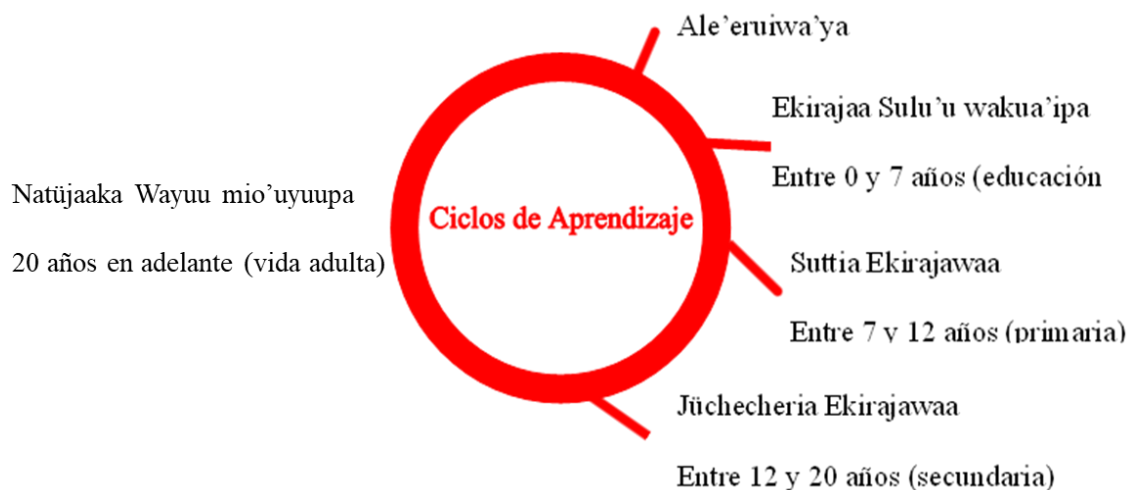 Ale’eruiwa’ya
Ekirajaa Sulu’u wakua’ipa
Entre 0 y 7 años (educación
Natüjaaka Wayuu mio’uyuupa
20 años en adelante (vida adulta)
Ciclos de Aprendizaje
Suttia Ekirajawaa
Entre 7 y 12 años (primaria)
Jüchecheria Ekirajawaa
Entre 12 y 20 años (secundaria)